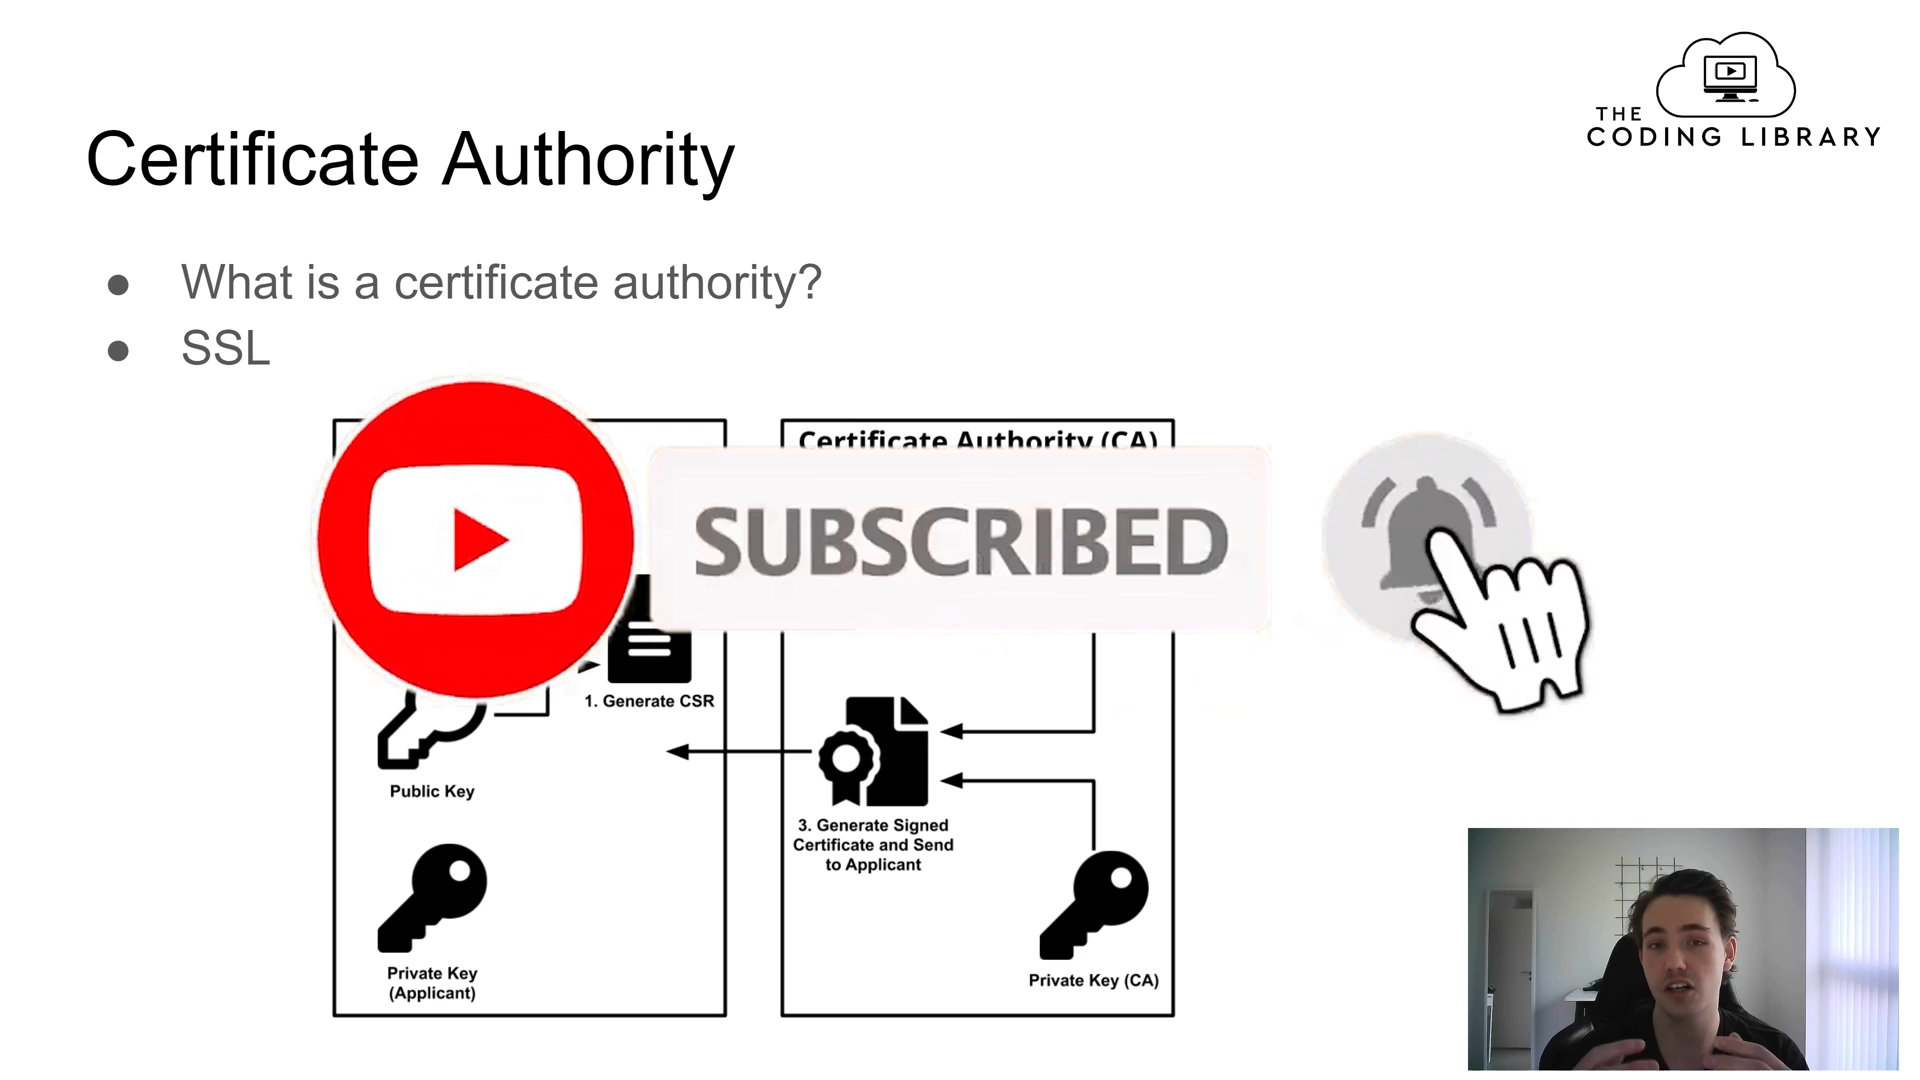 THE
CODING LIBRARY
Certificate Authority
What is a certificate authority?
SSL
Certificate Authority (CA)
SUBSCRIBED
1. Generate CSR
Public Key
3. Generate Signed
Certificate and Send
to Applicant
Private Key
(Applicant)
Private Key (CA)